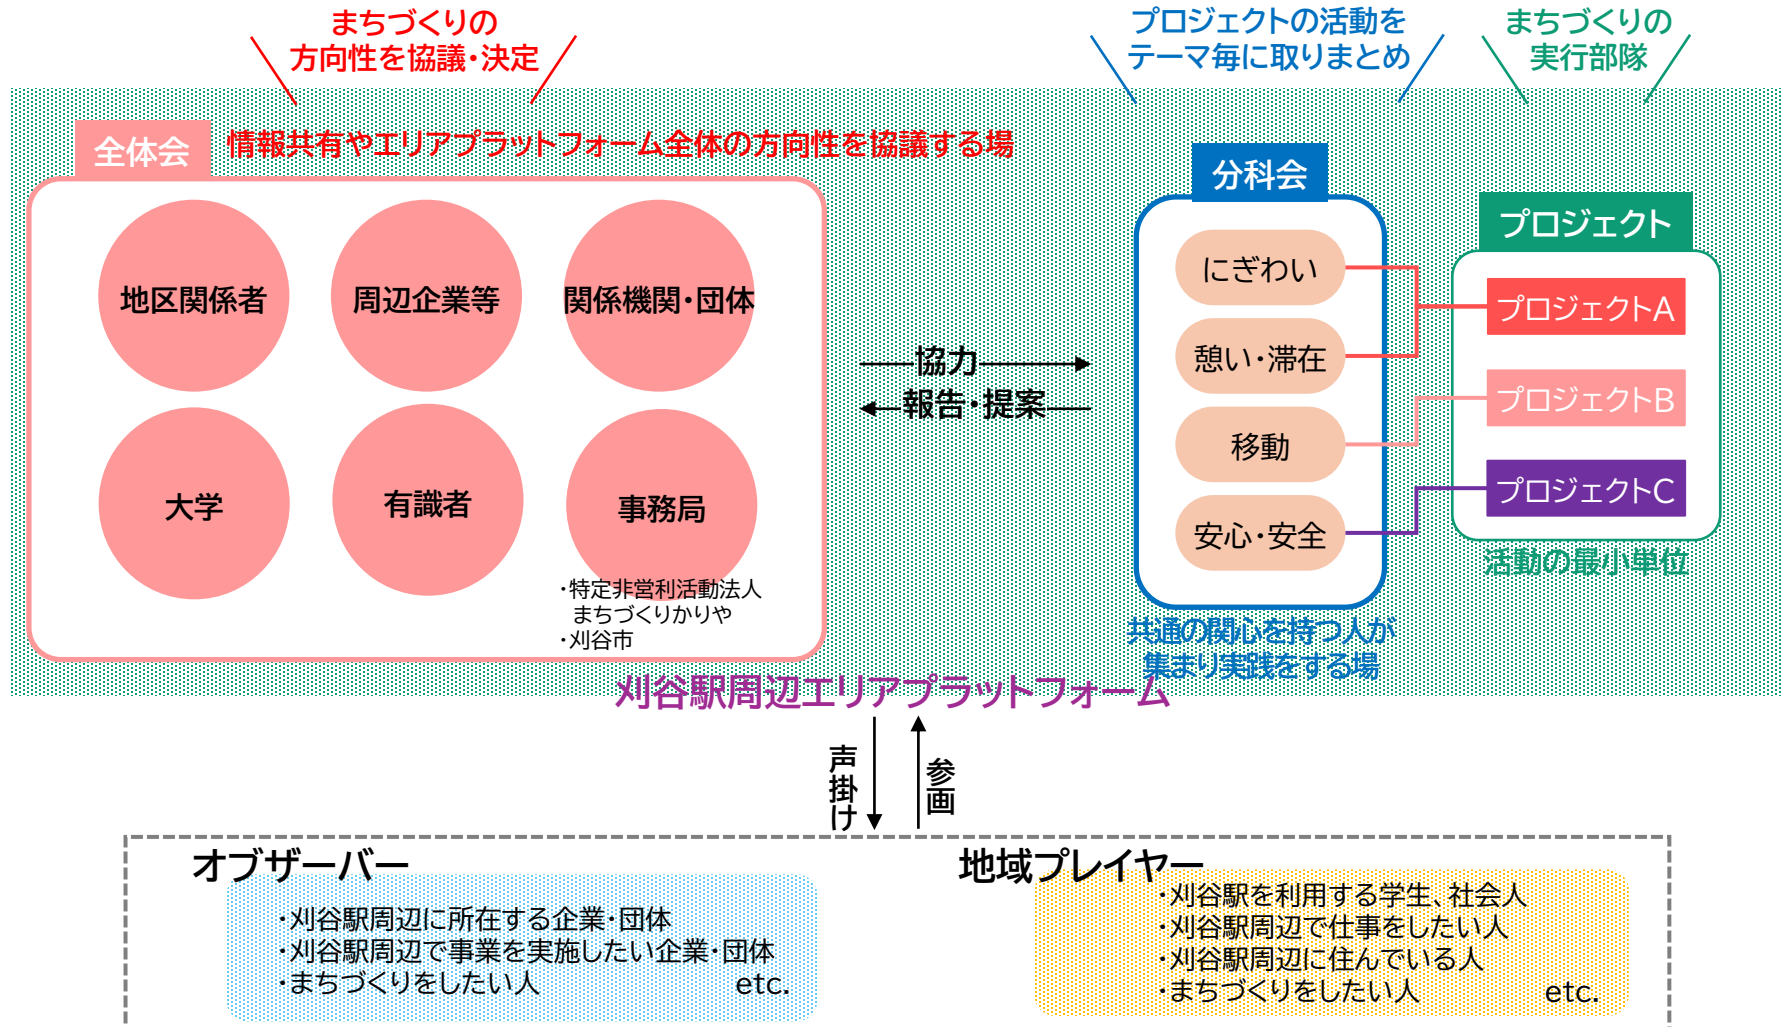 まちづくりの
方向性を協議・決定
プロジェクトの活動を
テーマ毎に取りまとめ
まちづくりの
実行部隊
全体会
情報共有やエリアプラットフォーム全体の方向性を協議する場
地区関係者
周辺企業等
関係機関・団体
大学
有識者
事務局
・特定非営利活動法人
まちづくりかりや
・刈谷市
協力
報告・提案
分科会
にぎわい
憩い・滞在
移動
安心・安全
共通の関心を持つ人が
集まり実践をする場
プロジェクト
プロジェクトA
プロジェクトB
プロジェクトC
活動の最小単位
刈谷駅周辺エリアプラットフォーム
声掛け
参画
オブザーバー
・刈谷駅周辺に所在する企業・団体
・刈谷駅周辺で事業を実施したい企業・団体
・まちづくりをしたい人 etc.
地域プレイヤー
・刈谷駅を利用する学生、社会人
・刈谷駅周辺で仕事をしたい人
・刈谷駅周辺に住んでいる人
・まちづくりをしたい人 etc.